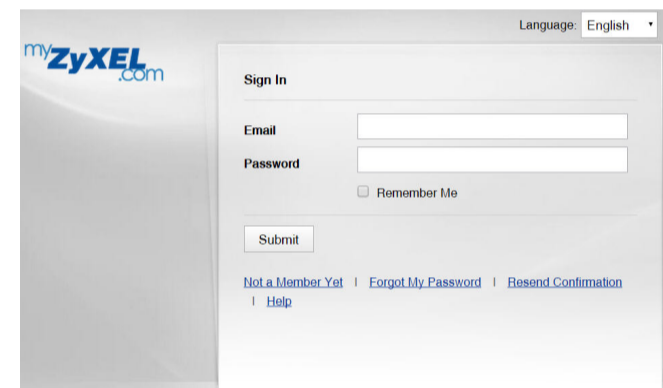 Language: English
myZyXEL.com
Sign In
Email
Password
Remember Me
Submit
Not a Member Yet | Forgot My Password | Resend Confirmation
| Help